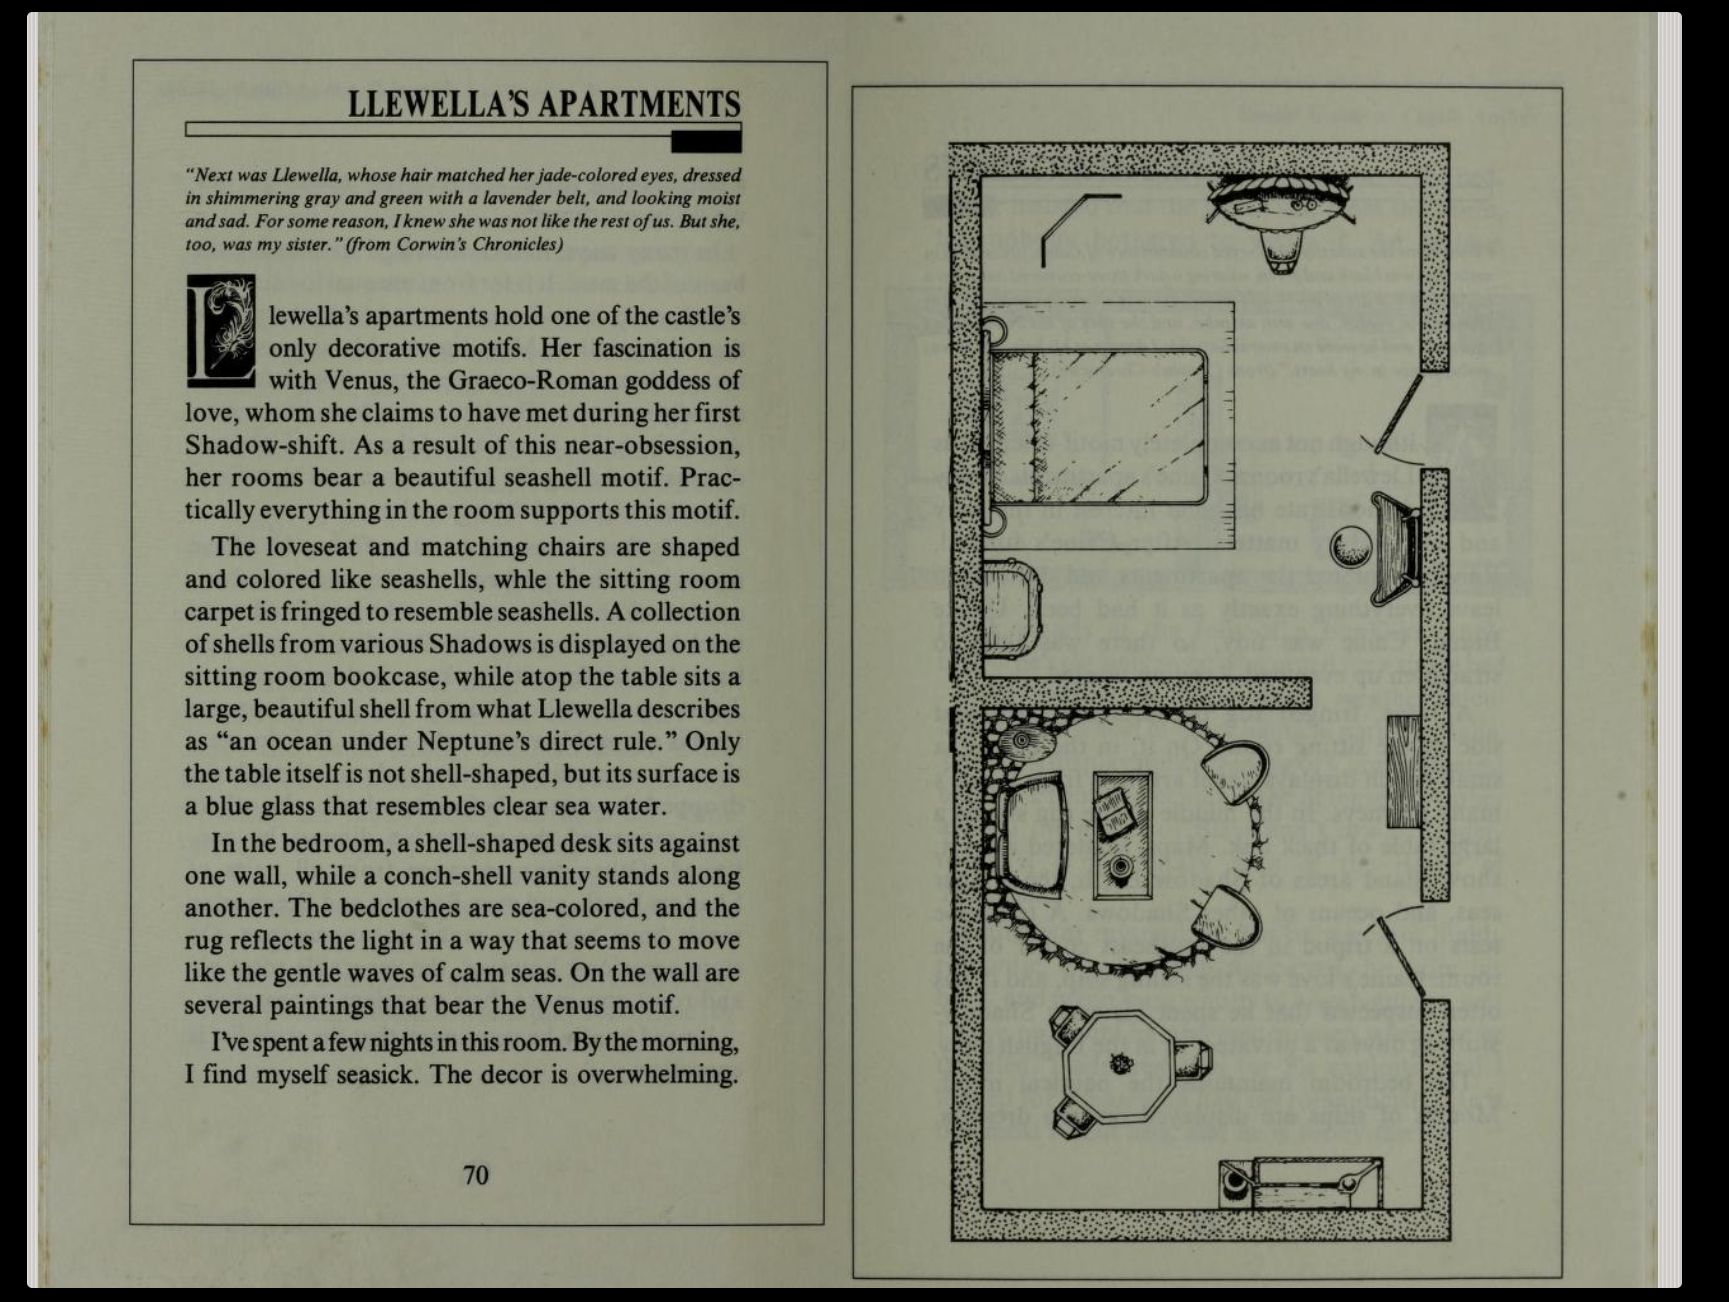 LLEWELLA'S APARTMENTS
"Next was Llewella, whose hair matched her jade-colored eyes, dressed
in shimmering gray and green with a lavender belt, and looking moist
and sad. For some reason, I knew she was not like the rest of us. But she,
too, was my sister." (from Corwin's Chronicles)
Llewella's apartments hold one of the castle's
only decorative motifs. Her fascination is
with Venus, the Graeco-Roman goddess of
love, whom she claims to have met during her first
Shadow-shift. As a result of this near-obsession,
her rooms bear a beautiful seashell motif. Prac-
tically everything in the room supports this motif.
The loveseat and matching chairs are shaped
and colored like seashells, whle the sitting room
carpet is fringed to resemble seashells. A collection
of shells from various Shadows is displayed on the
sitting room bookcase, while atop the table sits a
large, beautiful shell from what Llewella describes
as "an ocean under Neptune's direct rule." Only
the table itself is not shell-shaped, but its surface is
a blue glass that resembles clear sea water.
In the bedroom, a shell-shaped desk sits against
one wall, while a conch-shell vanity stands along
another. The bedclothes are sea-colored, and the
rug reflects the light in a way that seems to move
like the gentle waves of calm seas. On the wall are
several paintings that bear the Venus motif.
I've spent a few nights in this room. By the morning,
I find myself seasick. The decor is overwhelming.
70